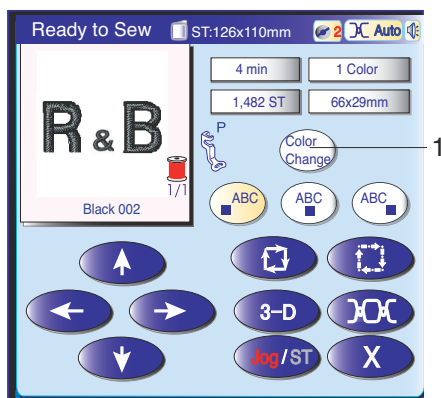 Ready to Sew ST:126x110mm 2 Auto
R & B
1/1
Black 002
4 min 1 Color
1,482 ST 66x29mm
P
Color
Change
1
ABC ABC ABC
3-D
Jog/ST X